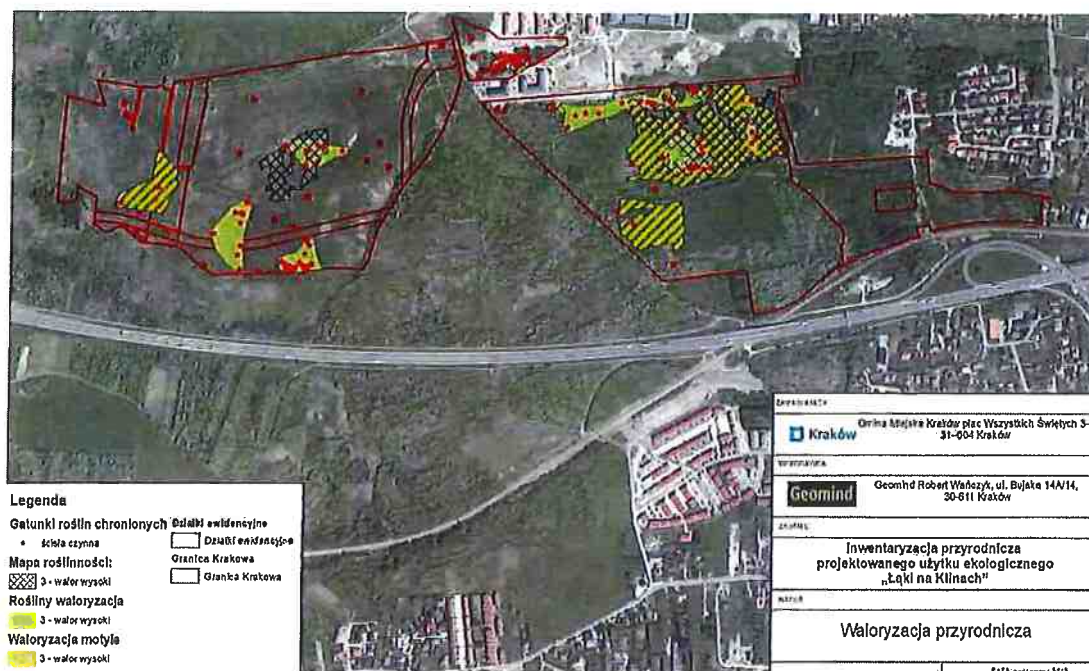 Legenda
Gatunki roślin chronionych
ścisła czynna
Mapa roślinności:
3 - walor wysoki
Rośliny waloryzacja
3 - walor wysoki
Waloryzacja motyle
3 - walor wysoki
Działki ewidencyjne
Działki ewidencyjne
Granica Krakowa
Granica Krakowa
Kraków
Gmina Miejska Kraków plac Wszystkich Świętych 3-
31-004 Kraków
Geomind
Geomind Robert Wańczyk, ul. Bujaka 14A/14,
30-611 Kraków
Inwentaryzacja przyrodnicza
projektowanego użytku ekologicznego
„Łąki na Klinach”
Waloryzacja przyrodnicza